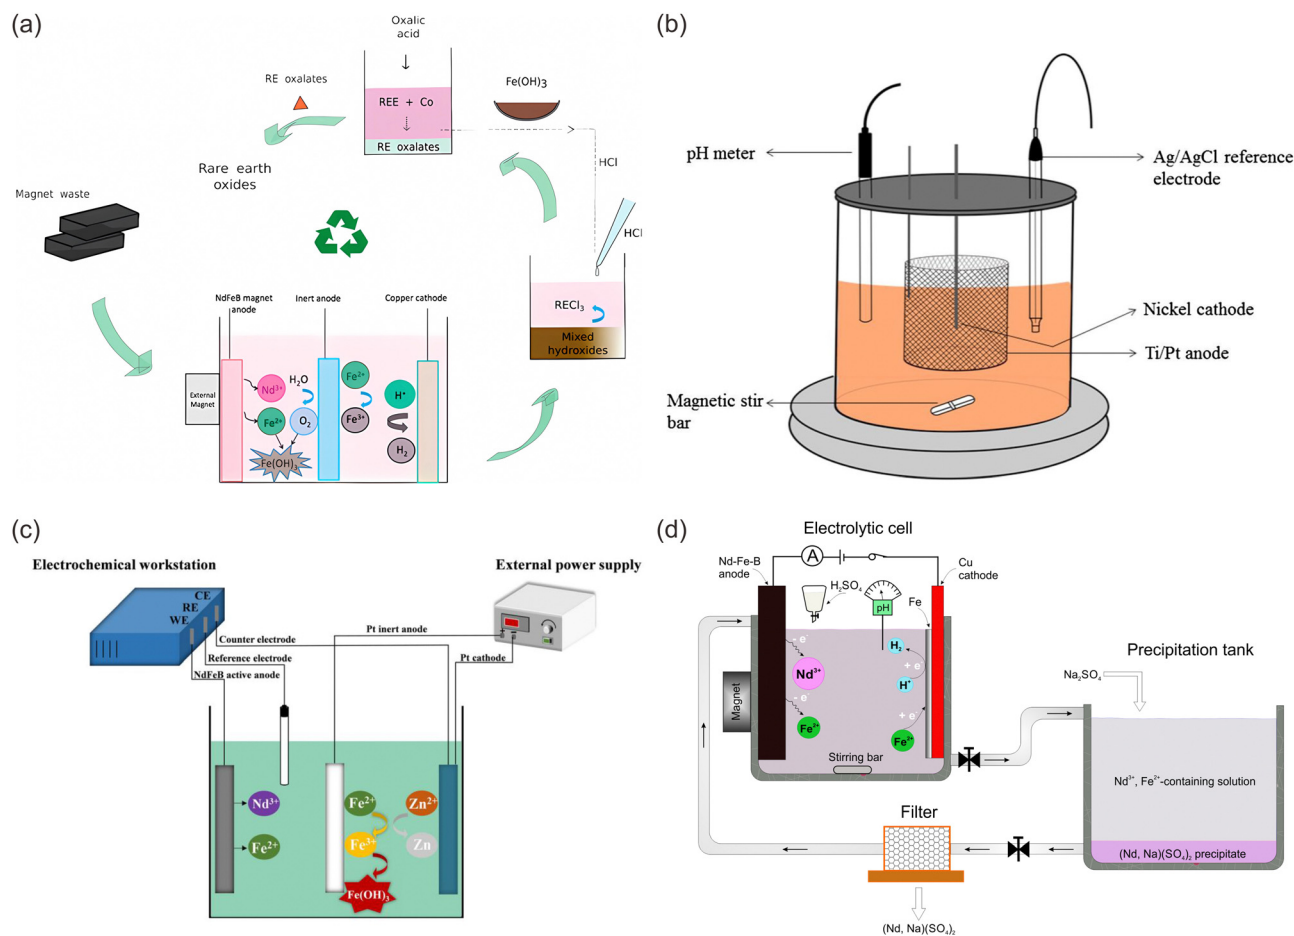 (a)
Oxalic
acid
RE oxalates
REE + Co
RE oxalates
Fe(OH)3
HCl
Rare earth
oxides
Magnet waste
HCl
RECl3
Mixed
hydroxides
NdFeB magnet
anode
Inert anode
Copper cathode
External
Magnet
Nd³⁺
H₂O
Fe²⁺
H⁺
Fe²⁺
O₂
Fe³⁺
H₂
Fe(OH)₃
(b)
pH meter
Ag/AgCl reference
electrode
Nickel cathode
Ti/Pt anode
Magnetic stir
bar
(c)
Electrochemical workstation
External power supply
CE
RE
WE
Counter electrode
Reference electrode
NdFeB active anode
Pt inert anode
Pt cathode
Nd³⁺
Fe²⁺
Fe²⁺
Zn²⁺
Fe³⁺
Zn
Fe(OH)₃
(d)
Electrolytic cell
Nd-Fe-B
anode
A
Cu
cathode
H₂SO₄
pH
Fe
- e⁻
Nd³⁺
- e⁻
Fe²⁺
H₂
+ e⁻
H⁺
+ e⁻
Fe²⁺
Magnet
Stirring bar
Precipitation tank
Na₂SO₄
Nd³⁺, Fe²⁺-containing solution
(Nd, Na)(SO₄)₂ precipitate
Filter
(Nd, Na)(SO₄)₂